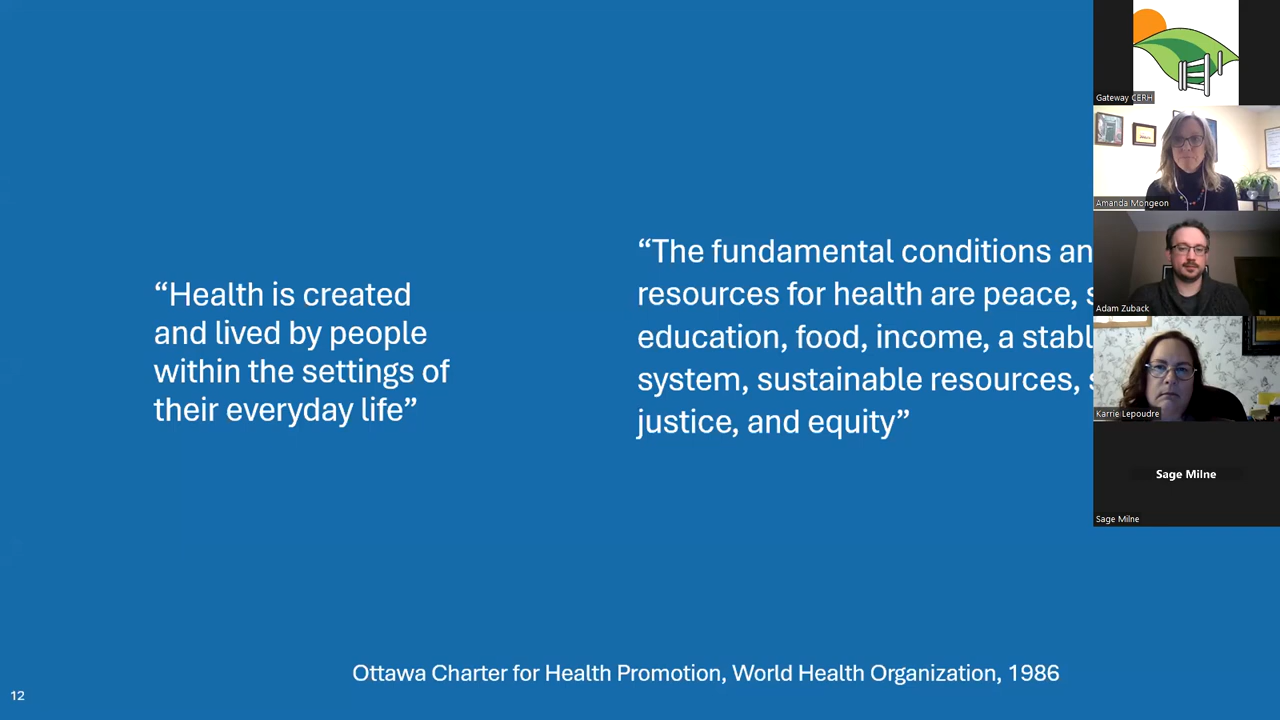 “Health is created
and lived by people
within the settings of
their everyday life”
“The fundamental conditions an
resources for health are peace, s
education, food, income, a stabl
system, sustainable resources, s
justice, and equity”
Ottawa Charter for Health Promotion, World Health Organization, 1986
12
Gateway CERH
Amanda Mongeon
Adam Zuback
Karrie Lepoudre
Sage Milne
Sage Milne